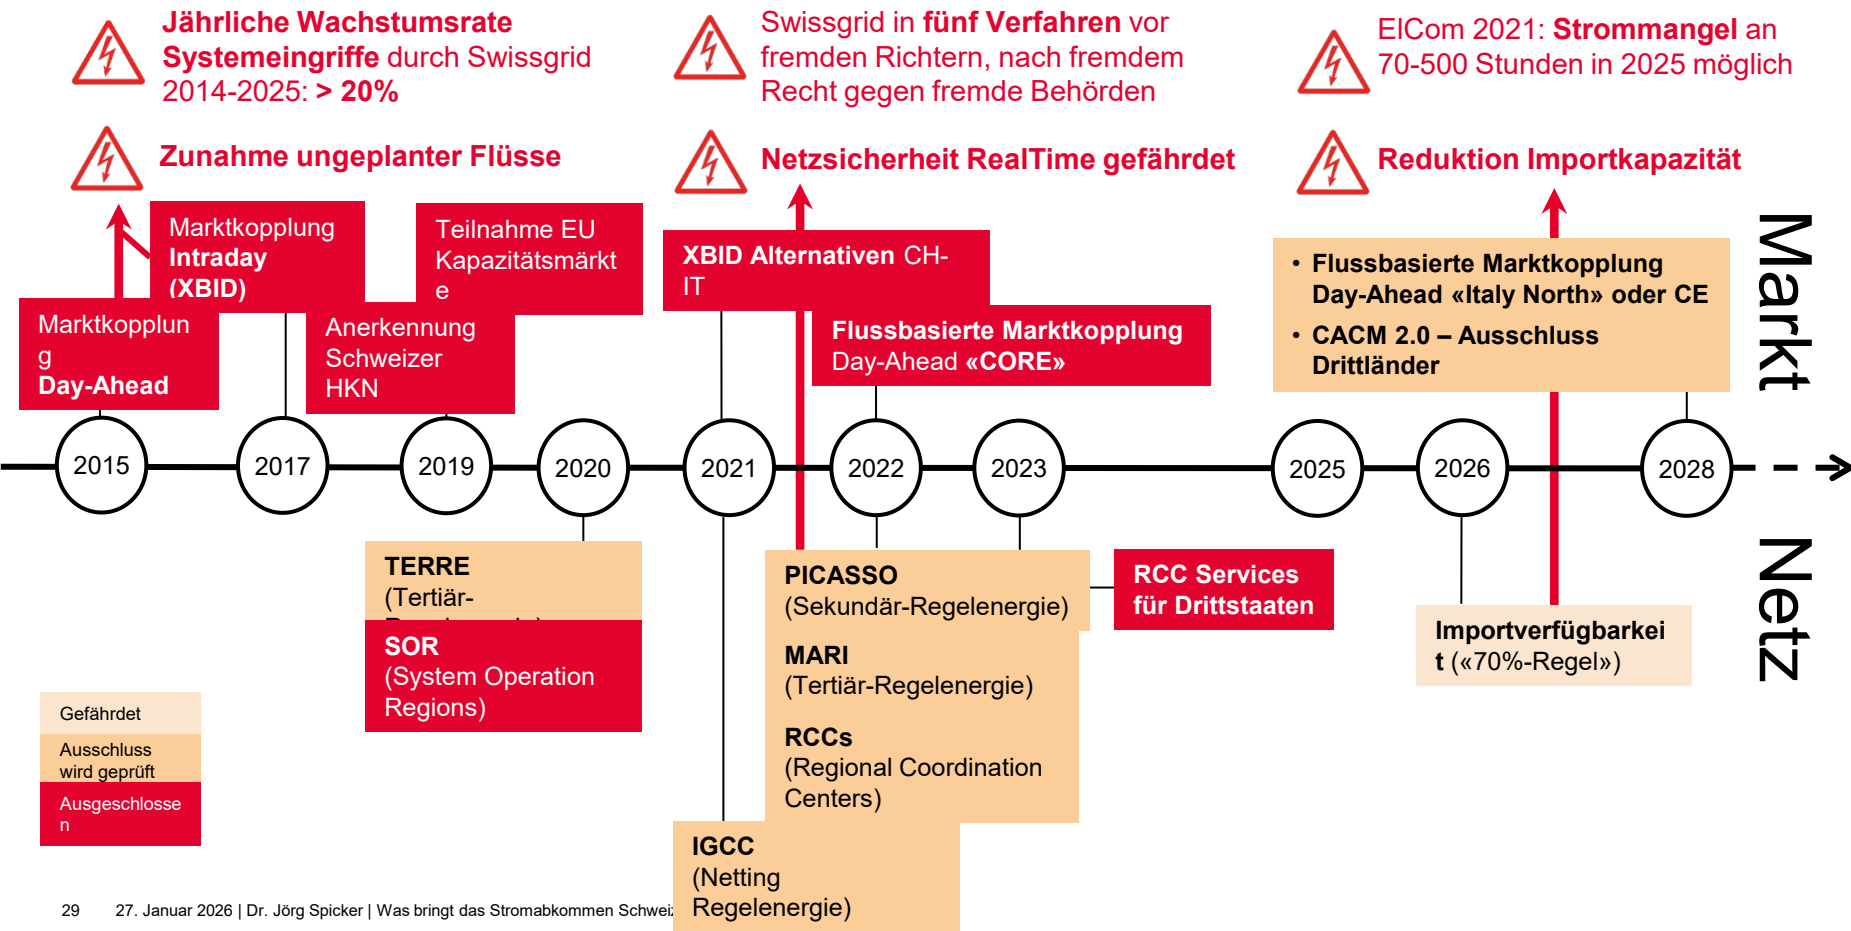 Jährliche Wachstumsrate
Systemeingriffe durch Swissgrid
2014-2025: > 20%
Zunahme ungeplanter Flüsse
Swissgrid in fünf Verfahren vor
fremden Richtern, nach fremdem
Recht gegen fremde Behörden
Netzsicherheit RealTime gefährdet
ElCom 2021: Strommangel an
70-500 Stunden in 2025 möglich
Reduktion Importkapazität
Marktkopplun
g
Day-Ahead
Marktkopplung
Intraday
(XBID)
Anerkennung
Schweizer
HKN
Teilnahme EU
Kapazitätsmärkt
e
XBID Alternativen CH-
IT
Flussbasierte Marktkopplung
Day-Ahead «CORE»
• Flussbasierte Marktkopplung
Day-Ahead «Italy North» oder CE
• CACM 2.0 – Ausschluss
Drittländer
Markt
2015
2017
2019
2020
2021
2022
2023
2025
2026
2028
Netz
TERRE
(Tertiär-
SOR
(System Operation
Regions)
PICASSO
(Sekundär-Regelenergie)
MARI
(Tertiär-Regelenergie)
RCCs
(Regional Coordination
Centers)
IGCC
(Netting
Regelenergie)
RCC Services
für Drittstaaten
Importverfügbarkei
t («70%-Regel»)
Gefährdet
Ausschluss
wird geprüft
Ausgeschlosse
n
29 27. Januar 2026 | Dr. Jörg Spicker | Was bringt das Stromabkommen Schweiz